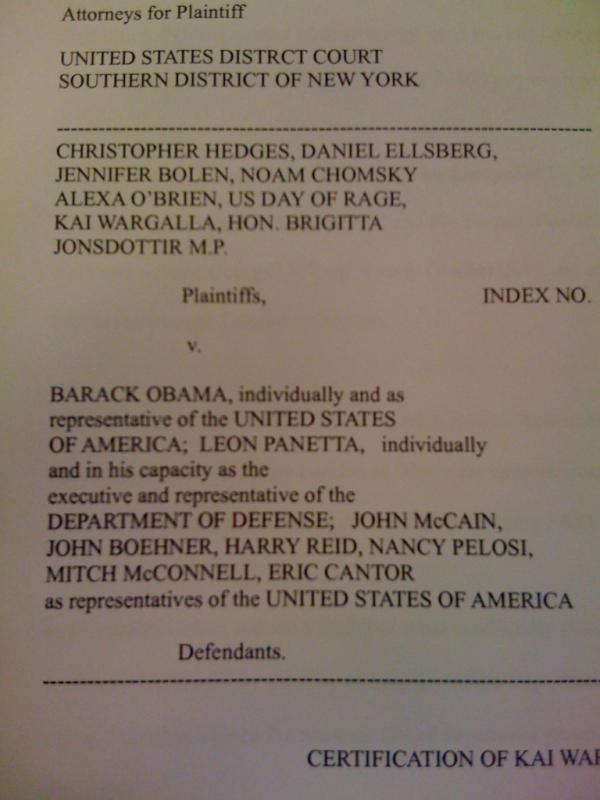 Attorneys for Plaintiff
UNITED STATES DISTRCT COURT
SOUTHERN DISTRICT OF NEW YORK
CHRISTOPHER HEDGES, DANIEL ELLSBERG,
JENNIFER BOLEN, NOAM CHOMSKY
ALEXA O'BRIEN, US DAY OF RAGE,
KAI WARGALLA, HON. BRIGITTA
JONSDOTTIR M.P.
Plaintiffs, INDEX NO.
v.
BARACK OBAMA, individually and as
representative of the UNITED STATES
OF AMERICA; LEON PANETTA, individually
and in his capacity as the
executive and representative of the
DEPARTMENT OF DEFENSE; JOHN McCAIN,
JOHN BOEHNER, HARRY REID, NANCY PELOSI,
MITCH McCONNELL, ERIC CANTOR
as representatives of the UNITED STATES OF AMERICA
Defendants.
CERTIFICATION OF KAI WAR